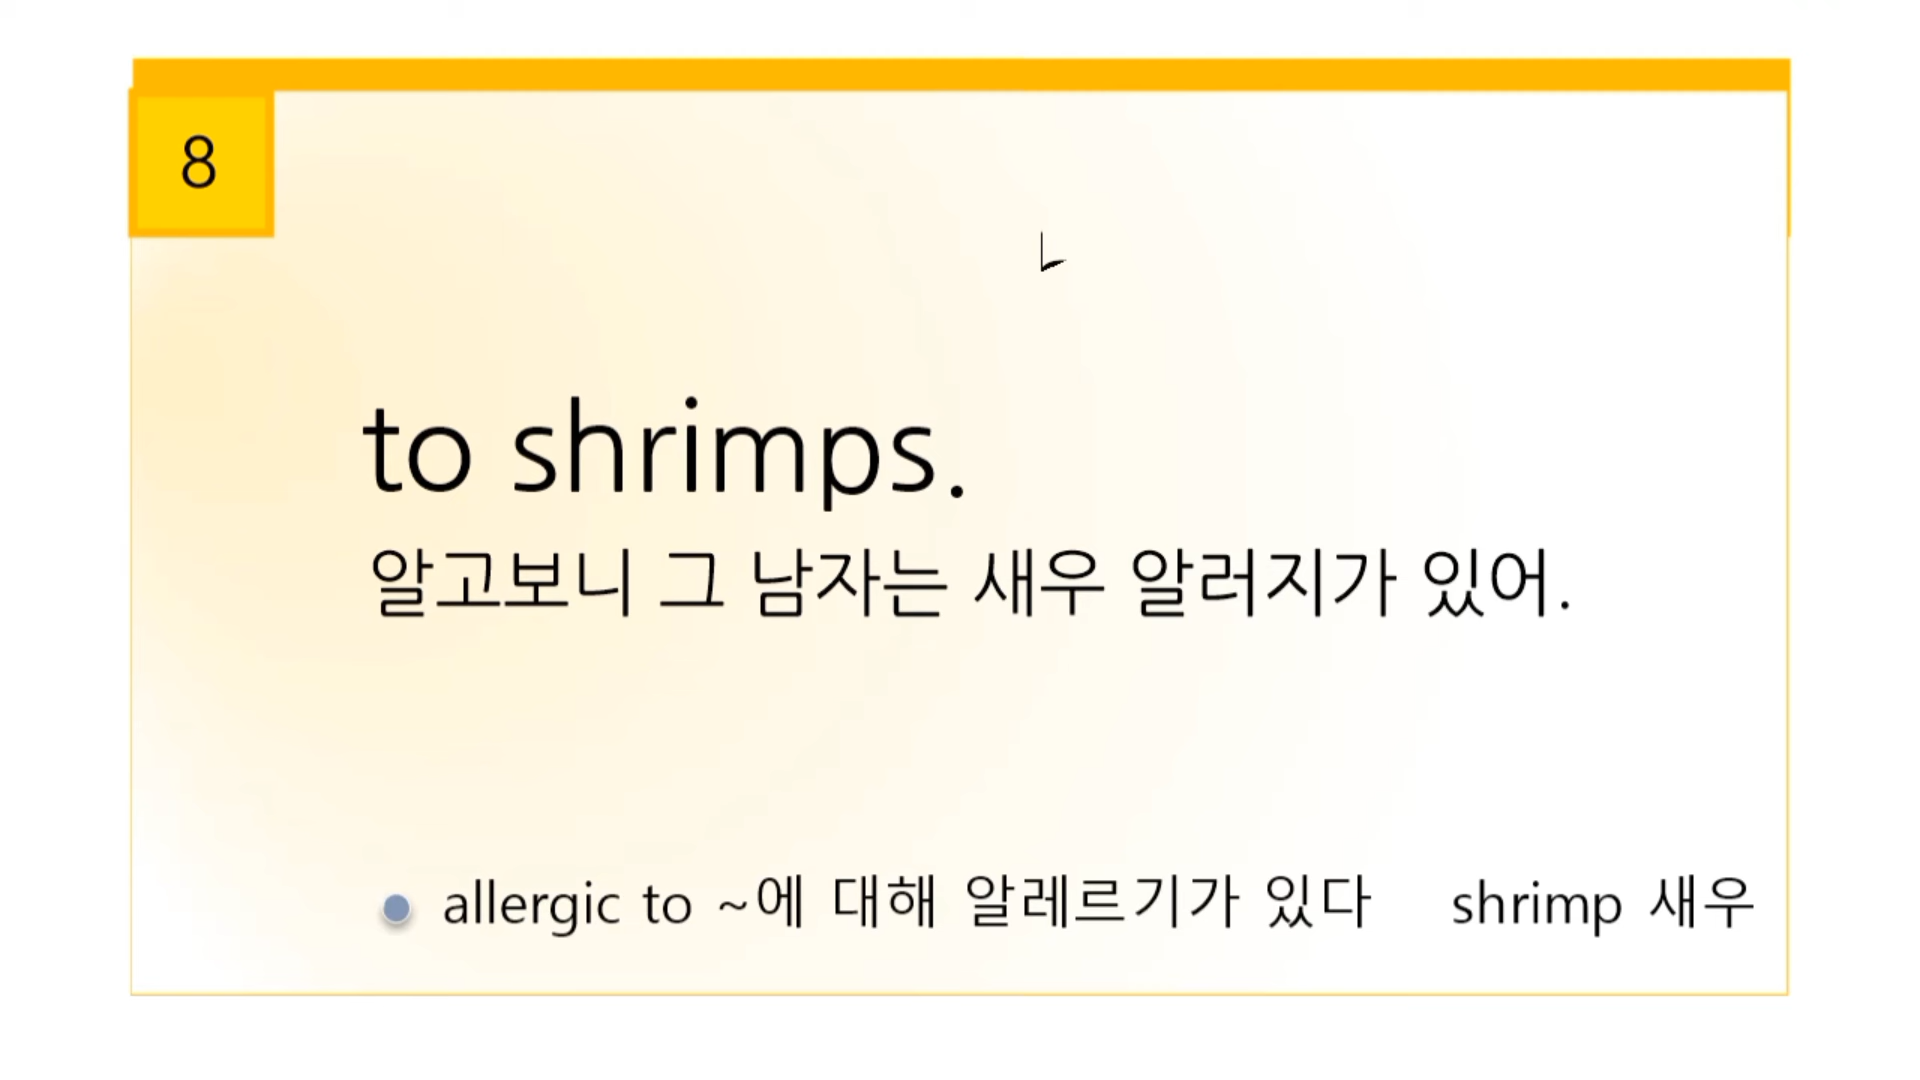 8
to shrimps.
알고보니 그 남자는 새우 알러지가 있어.
allergic to ~에 대해 알레르기가 있다 shrimp 새우